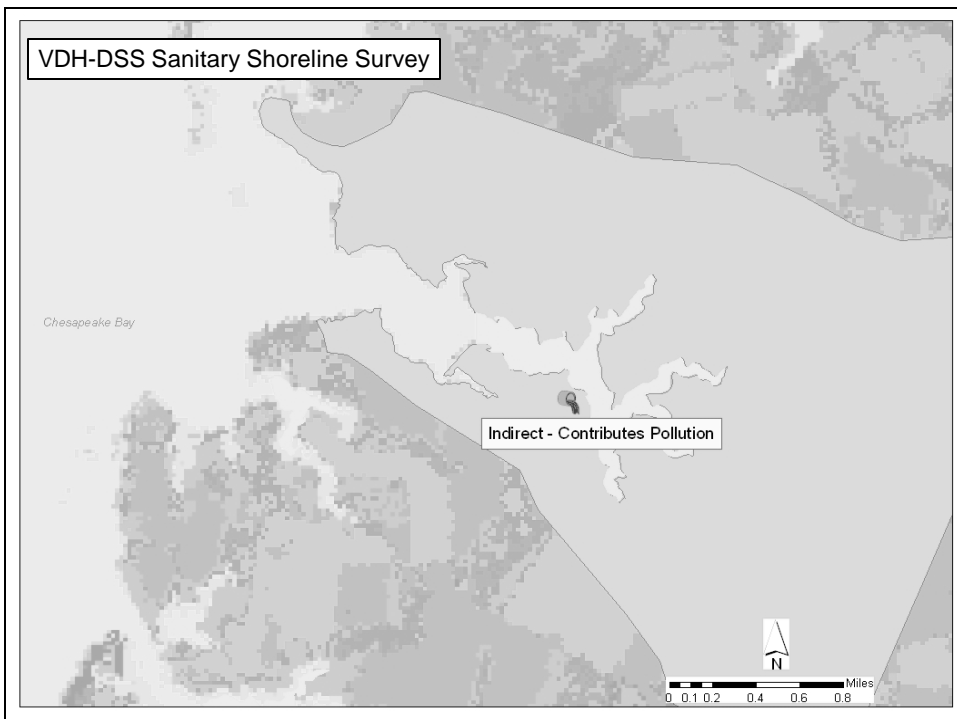 VDH-DSS Sanitary Shoreline Survey
Chesapeake Bay
Indirect - Contributes Pollution
N
Miles
0 0.1 0.2 0.4 0.6 0.8